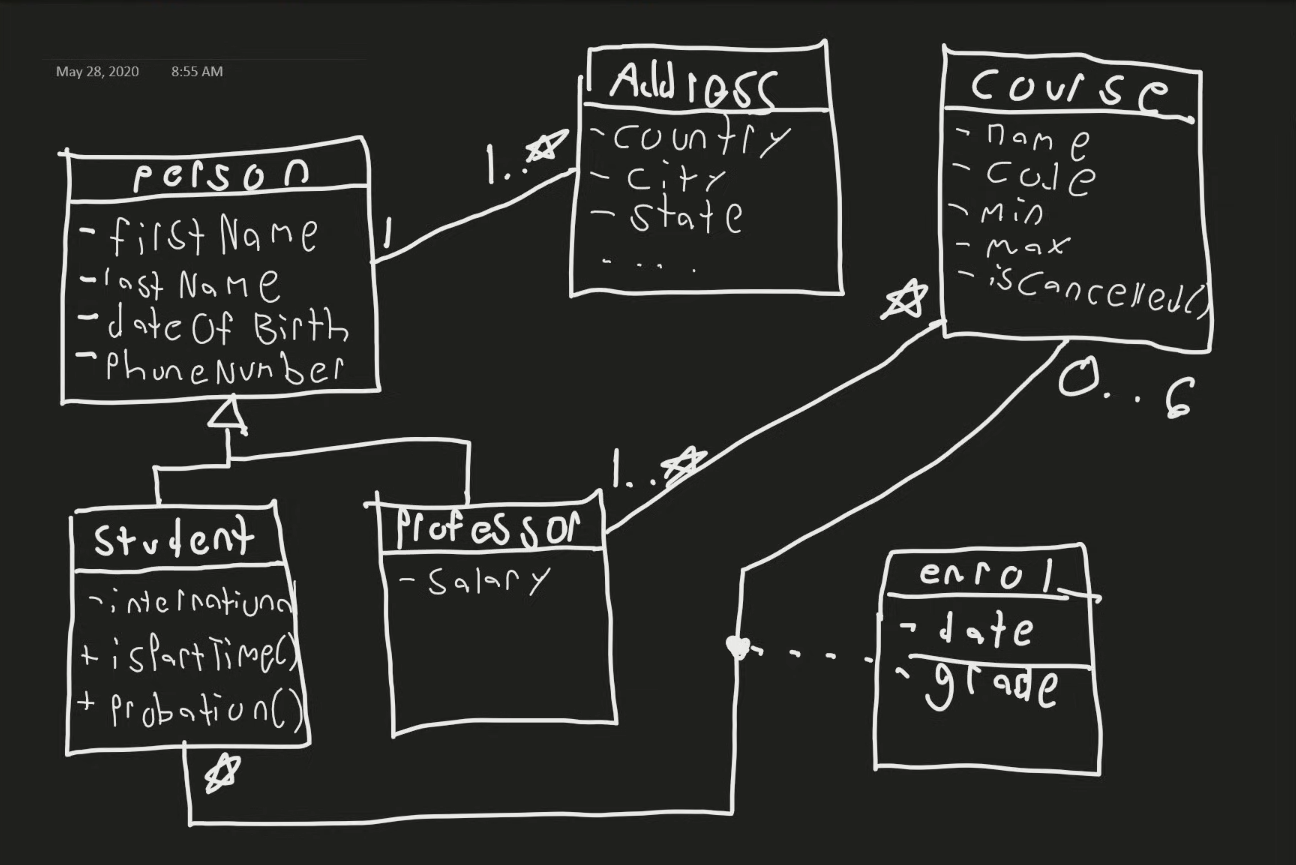 May 28, 2020 8:55 AM
Person
- firstName
- lastName
- dateOfBirth
- PhoneNumber
1
1..*
Address
- country
- city
- state
- ....
Course
- name
- code
- min
- max
- isCancelled()
*
0..6
1..*
Student
- internationa
+ isPartTime()
+ Probation()
*
Professor
- salary
enrol
- date
- grade